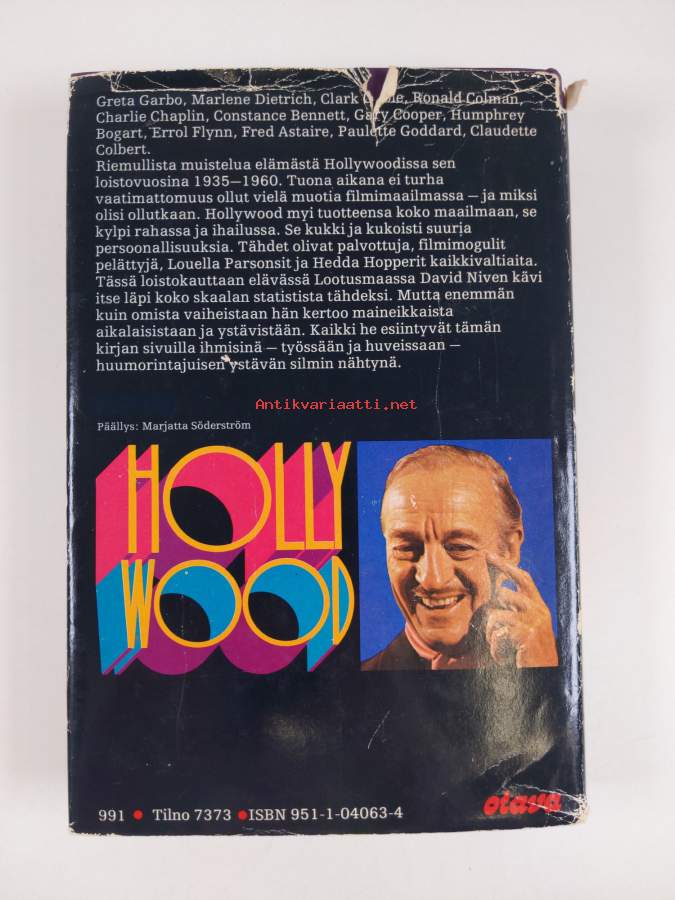 Greta Garbo, Marlene Dietrich, Clark Ronald Colman,
Charlie Chaplin, Constance Bennett, Gary Cooper, Humphrey
Bogart, Errol Flynn, Fred Astaire, Paulette Goddard, Claudette
Colbert.
Riemullista muistelua elämästä Hollywoodissa sen
loistovuosina 1935—1960. Tuona aikana ei turha
vaatimattomuus ollut vielä muotia filmimaailmassa — ja miksi
olisi ollutkaan. Hollywood myi tuotteensa koko maailmaan, se
kylpi rahassa ja ihailussa. Se kukki ja kukoisti suuria
persoonallisuuksia. Tähdet olivat palvottuja, filmimogulit
pelättyjä, Louella Parsonsit ja Hedda Hopperit kaikkivaltiaita.
Tässä loistokauttaan elävässä Lootusmaassa David Niven kävi
itse läpi koko skaalan statistista tähdeksi. Mutta enemmän
kuin omista vaiheistaan hän kertoo maineikkaista
aikalaisistaan ja ystävistään. Kaikki he esiintyvät tämän
kirjan sivuilla ihmisinä — työssään ja huveissaan —
huumorintajuisen ystävän silmin nähtynä.
Antikvariaatti.net
Päällys: Marjatta Söderström
HOLLY
WOOD
991 • Tilno 7373 • ISBN 951-1-04063-4
otava